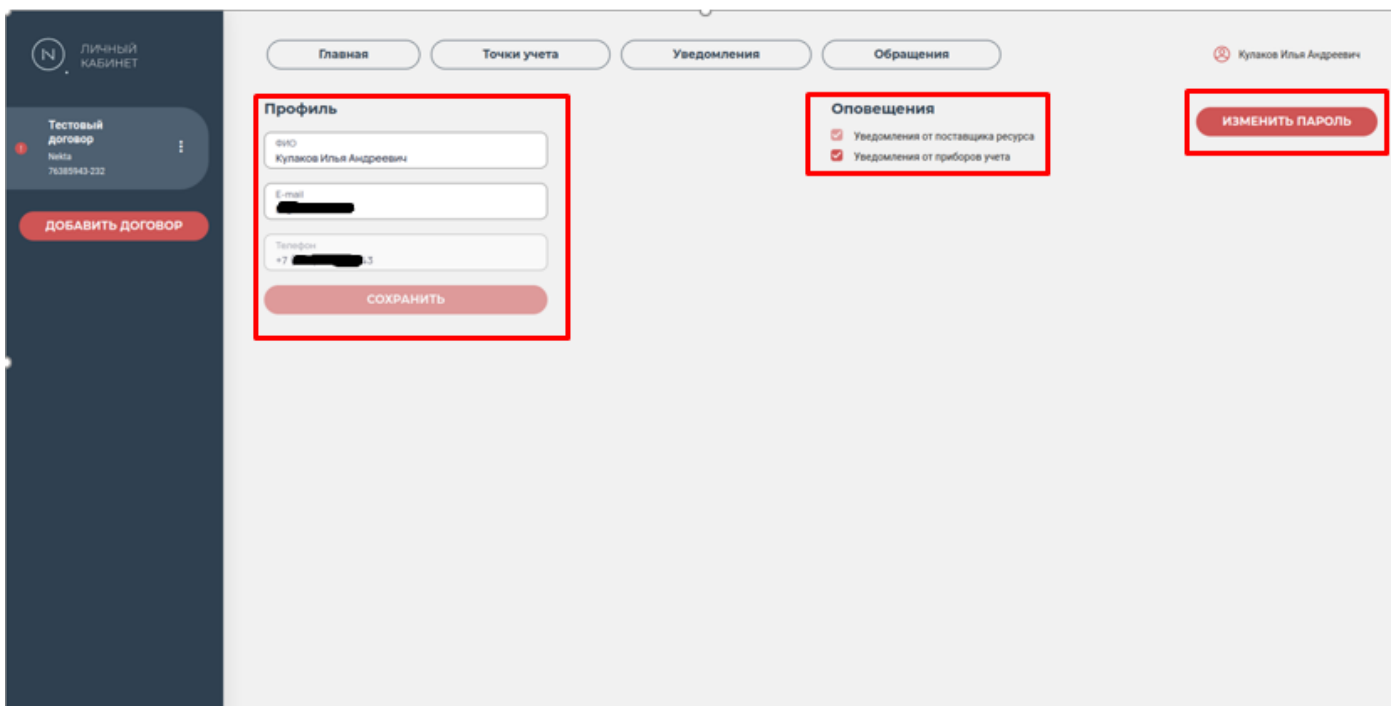 N
ЛИЧНЫЙ
КАБИНЕТ
Главная
Точки учета
Уведомления
Обращения
Кулаков Илья Андреевич
Тестовый
договор
Nekta
76385943-232
ДОБАВИТЬ ДОГОВОР
Профиль
ФИО
Кулаков Илья Андреевич
E-mail
Телефон
+7
43
СОХРАНИТЬ
Оповещения
Уведомления от поставщика ресурса
Уведомления от приборов учета
ИЗМЕНИТЬ ПАРОЛЬ